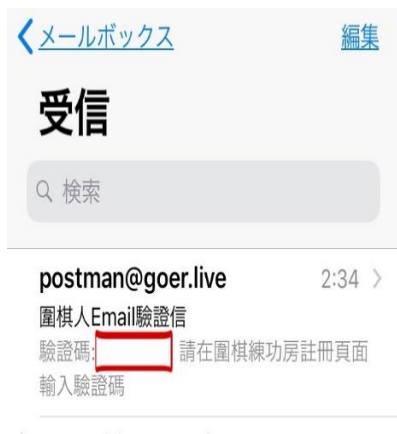 メールボックス 編集
受信
検索
postman@goer.live 2:34
圍棋人Email驗證信
驗證碼: 請在圍棋練功房註冊頁面
輸入驗證碼